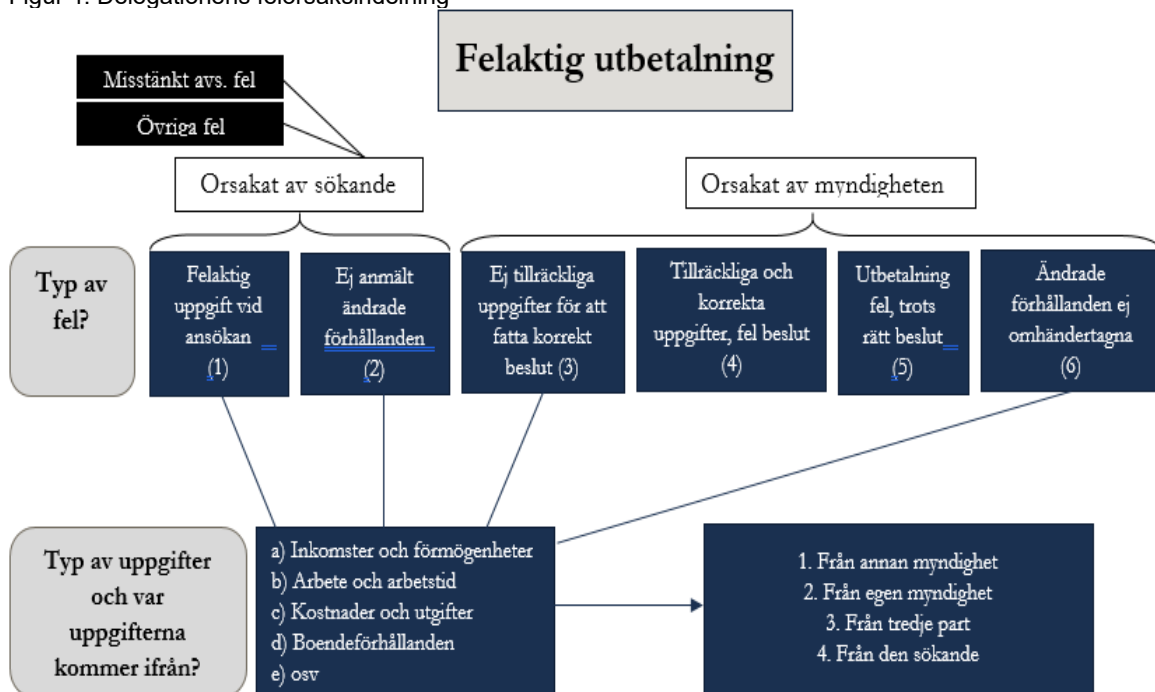 Figur 1. Delegationens felorsaksindelning
Felaktig utbetalning
Misstänkt avs. fel
Övriga fel
Orsakat av sökande
Orsakat av myndigheten
Typ av
fel?
Felaktig
uppgift vid
ansökan
(1)
Ej anmält
ändrade
förhållanden
(2)
Ej tillräckliga
uppgifter för att
fatta korrekt
beslut (3)
Tillräckliga och
korrekta
uppgifter, fel beslut
(4)
Utbetalning
fel, trots
rätt beslut
(5)
Ändrade
förhållanden ej
omhändertagna
(6)
Typ av uppgifter
och var
uppgifterna
kommer ifrån?
a) Inkomster och förmögenheter
b) Arbete och arbetstid
c) Kostnader och utgifter
d) Boendeförhållanden
e) osv
1. Från annan myndighet
2. Från egen myndighet
3. Från tredje part
4. Från den sökande